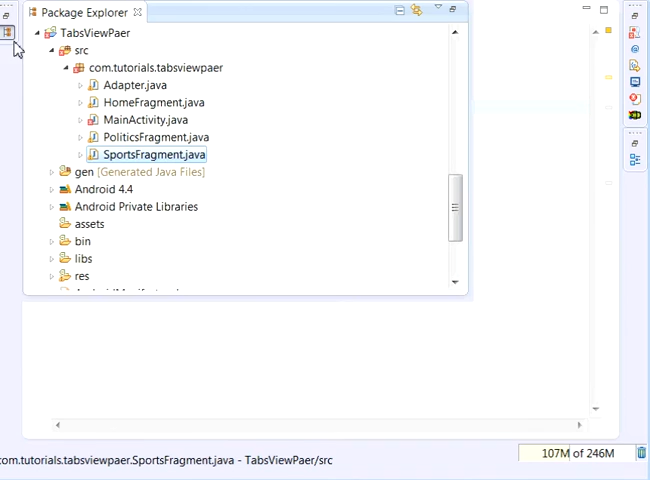 Package Explorer
TabsViewPaer
src
com.tutorials.tabsviewpaer
Adapter.java
HomeFragment.java
MainActivity.java
PoliticsFragment.java
SportsFragment.java
gen [Generated Java Files]
Android 4.4
Android Private Libraries
assets
bin
libs
res
107M of 246M
com.tutorials.tabsviewpaer.SportsFragment.java - TabsViewPaer/src